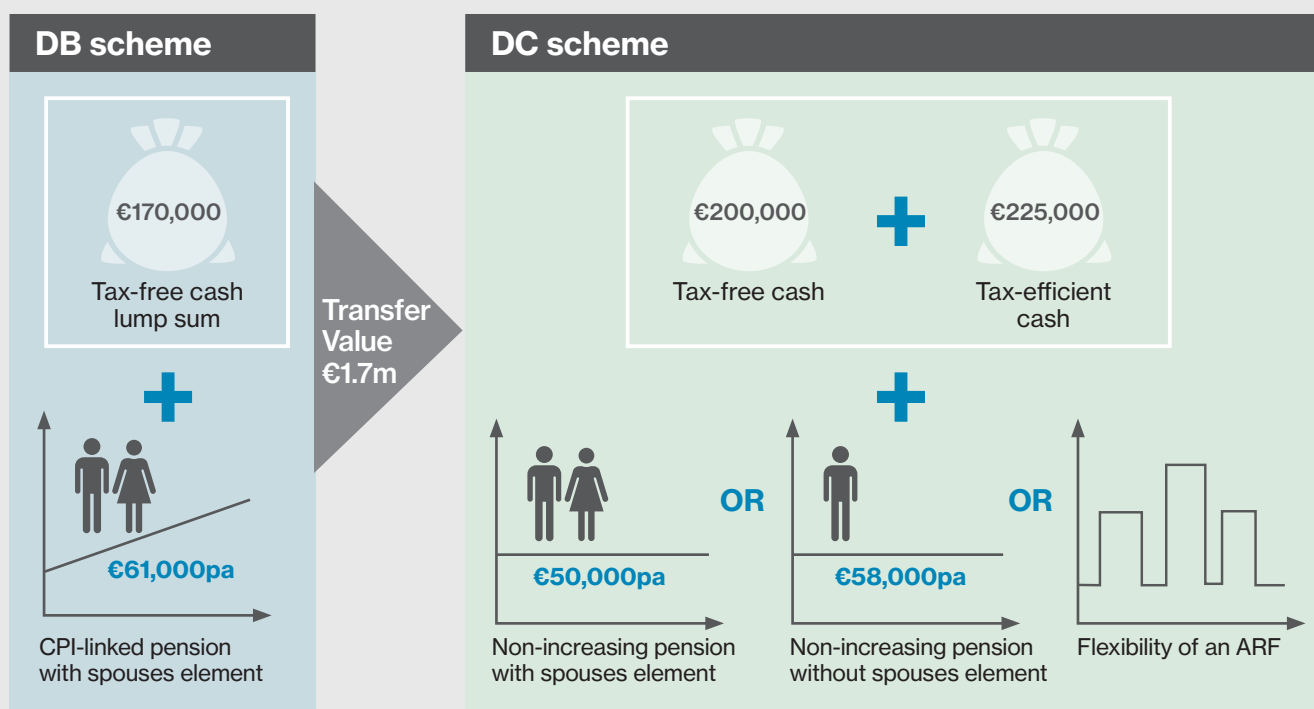 DB scheme
€170,000
Tax-free cash
lump sum
+
€61,000pa
CPI-linked pension
with spouses element
Transfer
Value
€1.7m
DC scheme
€200,000
Tax-free cash
+
€225,000
Tax-efficient
cash
+
€50,000pa
Non-increasing pension
with spouses element
OR
€58,000pa
Non-increasing pension
without spouses element
OR
Flexibility of an ARF